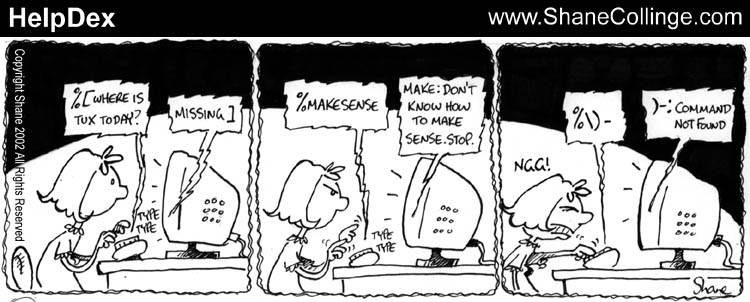 HelpDex
www.ShaneCollinge.com
Copyright Shane 2002 All Rights Reserved
%[WHERE IS
TUX TODAY?
MISSING]
TYPE
TYPE
%MAKESENSE
MAKE: DON'T
KNOW HOW
TO MAKE
SENSE. STOP.
TYPE
TYPE
NGG!
%\)-
)-: COMMAND
NOT FOUND
Shane